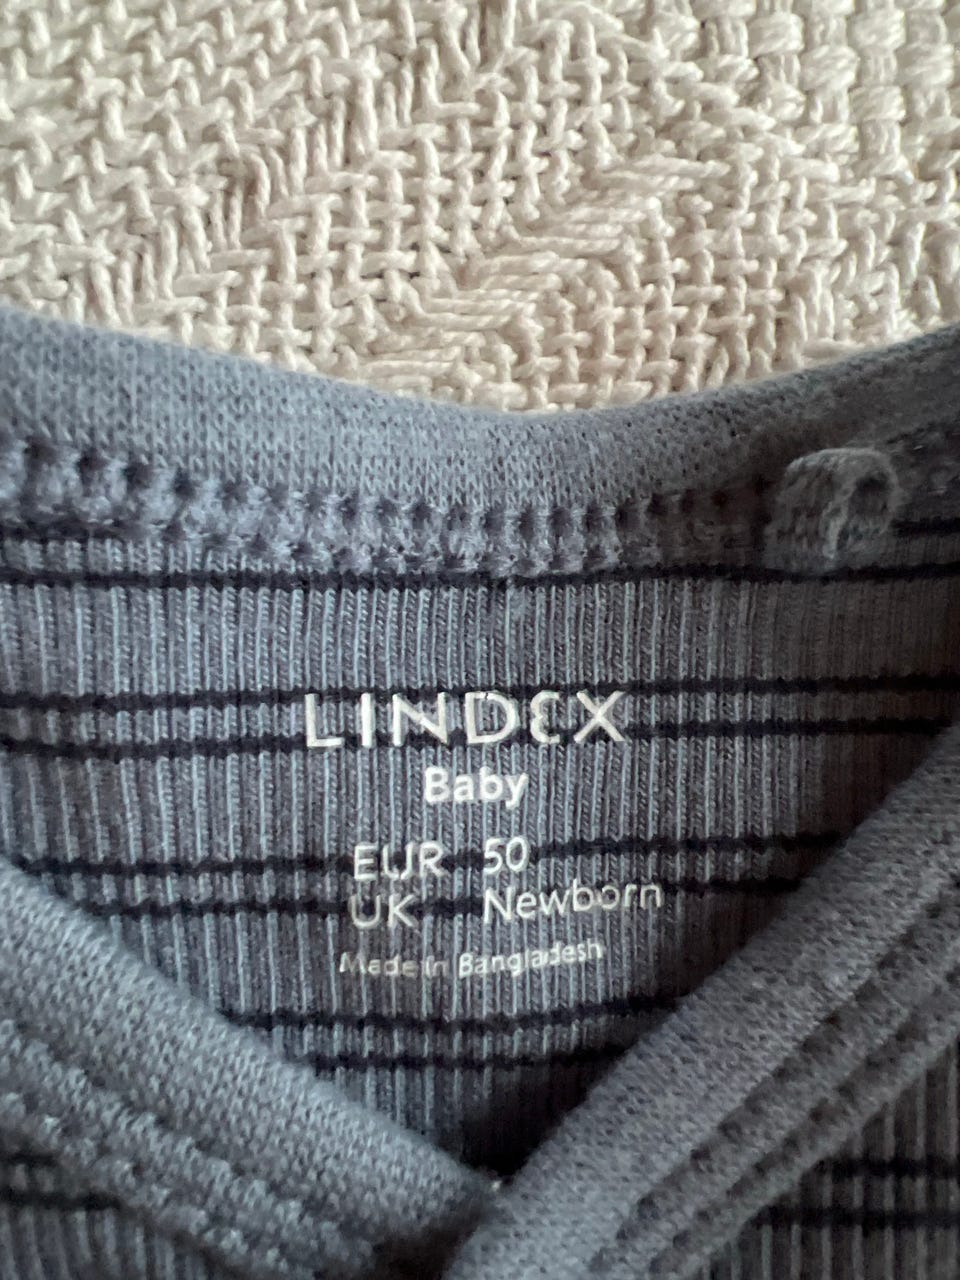 LINDEX
Baby
EUR 50
UK Newborn
Made in Bangladesh